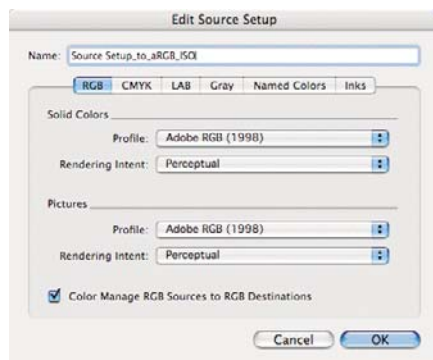 Edit Source Setup
Name: Source Setup_to_aRGB_ISO
RGB CMYK LAB Gray Named Colors Inks
Solid Colors
Profile: Adobe RGB (1998)
Rendering Intent: Perceptual
Pictures
Profile: Adobe RGB (1998)
Rendering Intent: Perceptual
Color Manage RGB Sources to RGB Destinations
Cancel OK